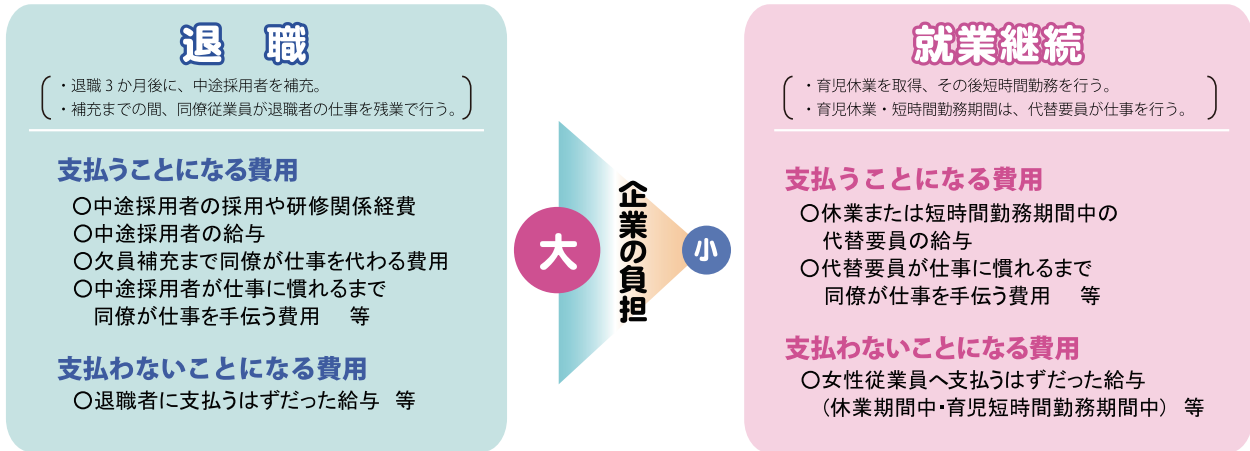 退 職
・退職3か月後に、中途採用者を補充。
・補充までの間、同僚従業員が退職者の仕事を残業で行う。
支払うことになる費用
○中途採用者の採用や研修関係経費
○中途採用者の給与
○欠員補充まで同僚が仕事を代わる費用
○中途採用者が仕事に慣れるまで
同僚が仕事を手伝う費用 等
支払わないことになる費用
○退職者に支払うはずだった給与 等
大
企業の負担
小
就業継続
・育児休業を取得、その後短時間勤務を行う。
・育児休業・短時間勤務期間は、代替要員が仕事を行う。
支払うことになる費用
○休業または短時間勤務期間中の
代替要員の給与
○代替要員が仕事に慣れるまで
同僚が仕事を手伝う費用 等
支払わないことになる費用
○女性従業員へ支払うはずだった給与
(休業期間中・育児短時間勤務期間中) 等